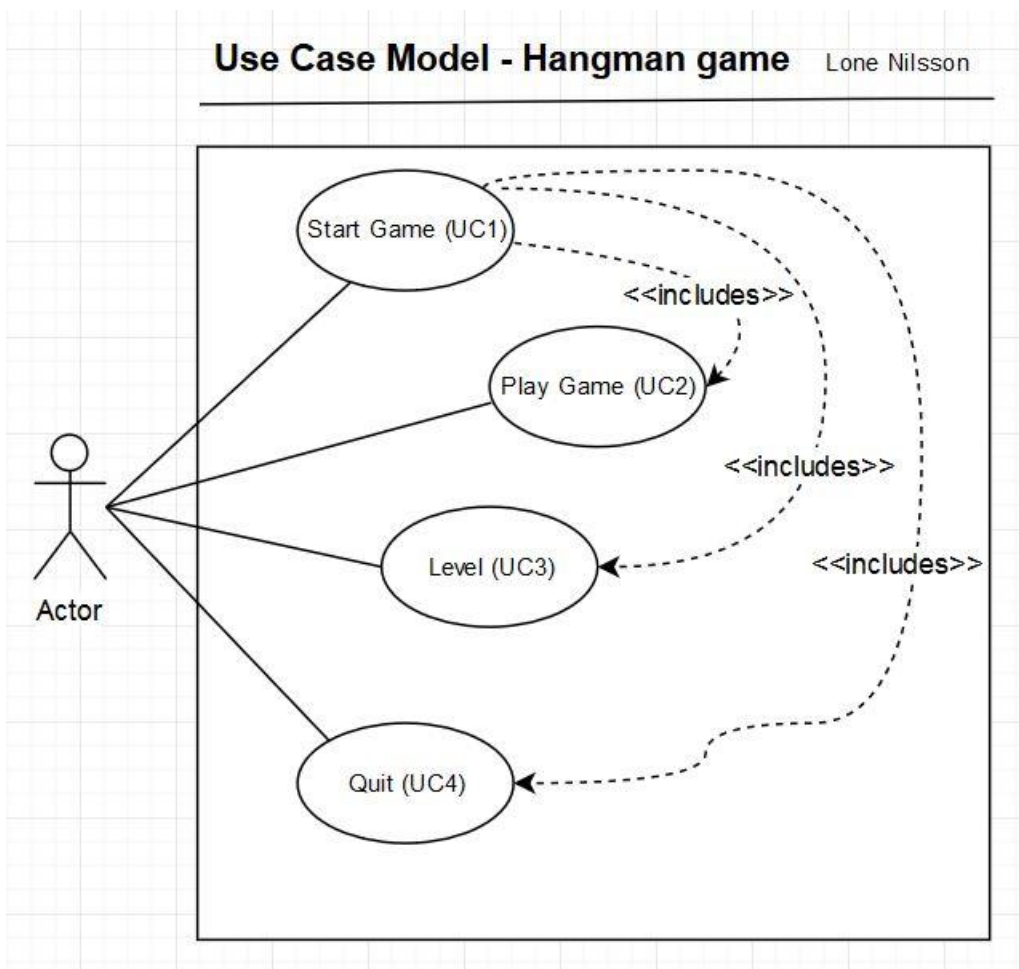 Use Case Model - Hangman game Lone Nilsson
Start Game (UC1)
<<includes>>
Play Game (UC2)
<<includes>>
Level (UC3)
<<includes>>
Actor
Quit (UC4)